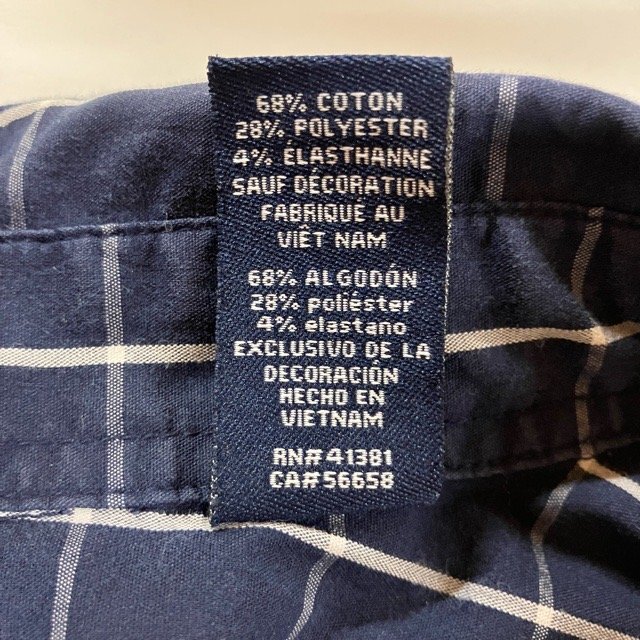 68% COTON
28% POLYESTER
4% ÉLASTHANNE
SAUF DÉCORATION
FABRIQUÉ AU
VIÊT NAM
68% ALGODÓN
28% poliéster
4% elastano
EXCLUSIVO DE LA
DECORACIÓN
HECHO EN
VIETNAM
RN# 41381
CA# 56658